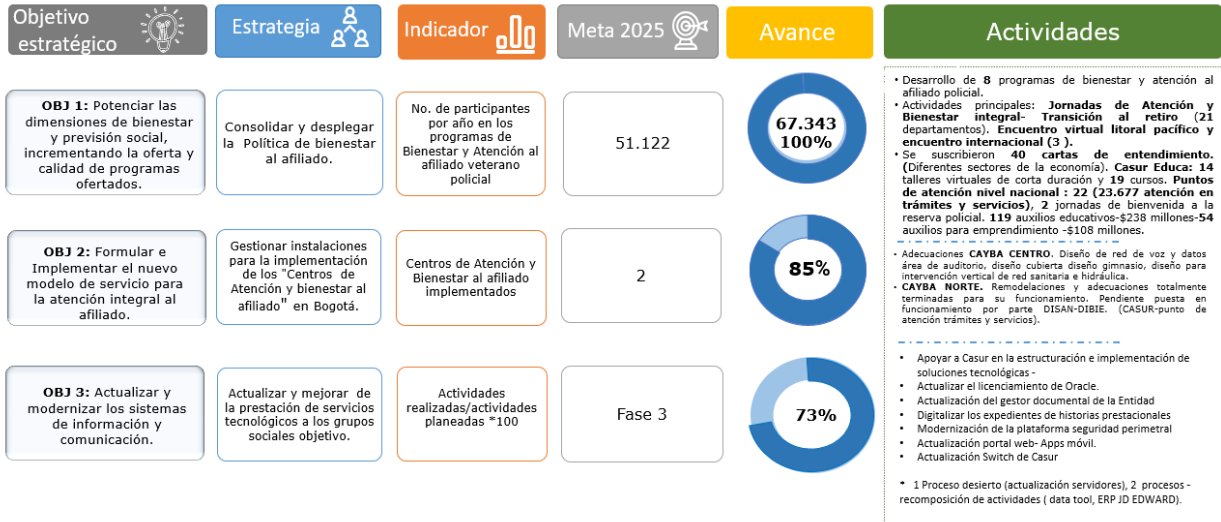 Objetivo
estratégico
Estrategia
Indicador
Meta 2025
Avance
Actividades
OBJ 1: Potenciar las
dimensiones de bienestar
y previsión social,
incrementando la oferta y
calidad de programas
ofertados.
Consolidar y desplegar
la Política de bienestar
al afiliado.
No. de participantes
por año en los
programas de
Bienestar y Atención al
afiliado veterano
policial
51.122
67.343
100%
• Desarrollo de 8 programas de bienestar y atención al
afiliado policial.
• Actividades principales: Jornadas de Atención y
Bienestar integral- Transición al retiro (21
departamentos). Encuentro virtual litoral pacífico y
encuentro internacional (3 ).
• Se suscribieron 40 cartas de entendimiento.
(Diferentes sectores de la economía). Casur Educa: 14
talleres virtuales de corta duración y 19 cursos. Puntos
de atención nivel nacional : 22 (23.677 atención en
trámites y servicios), 2 jornadas de bienvenida a la
reserva policial. 119 auxilios educativos-$238 millones-54
auxilios para emprendimiento -$108 millones.
OBJ 2: Formular e
Implementar el nuevo
modelo de servicio para
la atención integral al
afiliado.
Gestionar instalaciones
para la implementación
de los "Centros de
Atención y bienestar al
afiliado" en Bogotá.
Centros de Atención y
Bienestar al afiliado
implementados
2
85%
• Adecuaciones CAYBA CENTRO. Diseño de red de voz y datos
área de auditorio, diseño cubierta diseño gimnasio, diseño para
intervención vertical de red sanitaria e hidráulica.
• CAYBA NORTE. Remodelaciones y adecuaciones totalmente
terminadas para su funcionamiento. Pendiente puesta en
funcionamiento por parte DISAN-DIBIE. (CASUR-punto de
atención trámites y servicios).
OBJ 3: Actualizar y
modernizar los sistemas
de información y
comunicación.
Actualizar y mejorar de
la prestación de servicios
tecnológicos a los grupos
sociales objetivo.
Actividades
realizadas/actividades
planeadas *100
Fase 3
73%
• Apoyar a Casur en la estructuración e implementación de
soluciones tecnológicas -
• Actualizar el licenciamiento de Oracle.
• Actualización del gestor documental de la Entidad
• Digitalizar los expedientes de historias prestacionales
• Modernización de la plataforma seguridad perimetral
• Actualización portal web- Apps móvil.
• Actualización Switch de Casur
* 1 Proceso desierto (actualización servidores), 2 procesos -
recomposición de actividades ( data tool, ERP JD EDWARD).